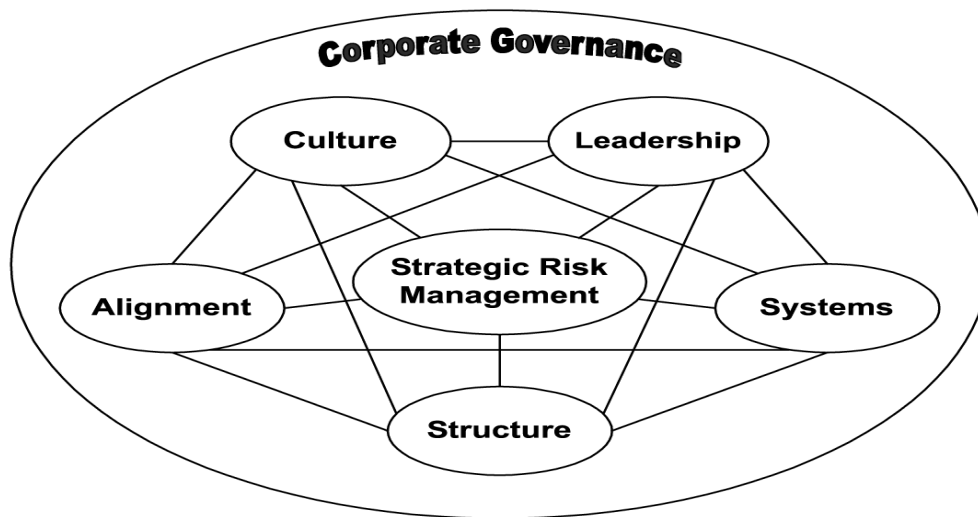 Corporate Governance
Culture
Leadership
Strategic Risk
Management
Alignment
Systems
Structure